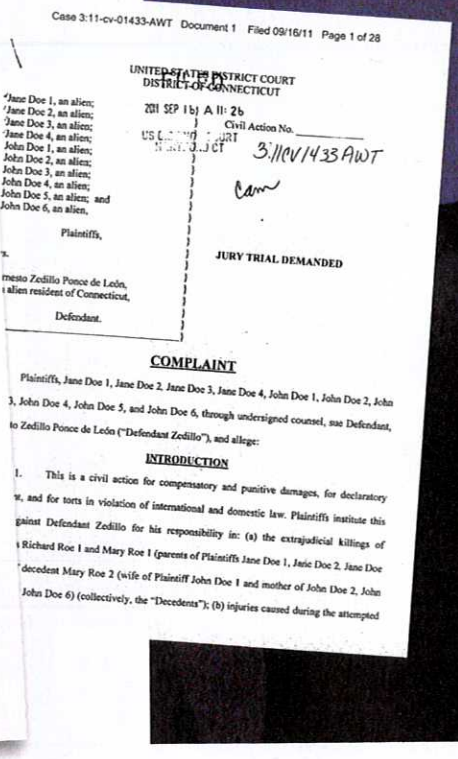 Case 3:11-cv-01433-AWT Document 1 Filed 09/16/11 Page 1 of 28
UNITED STATES DISTRICT COURT
DISTRICT OF CONNECTICUT
FILED
2011 SEP 16 A 11: 26
US COURT
Jane Doe 1, an alien;
Jane Doe 2, an alien;
Jane Doe 3, an alien;
Jane Doe 4, an alien;
John Doe 1, an alien;
John Doe 2, an alien;
John Doe 3, an alien;
John Doe 4, an alien;
John Doe 5, an alien; and
John Doe 6, an alien,
Plaintiffs,
s.
nesto Zedillo Ponce de León,
alien resident of Connecticut,
Defendant.
Civil Action No.
3:11CV1433 AWT
JURY TRIAL DEMANDED
COMPLAINT
Plaintiffs, Jane Doe 1, Jane Doe 2, Jane Doe 3, Jane Doe 4, John Doe 1, John Doe 2, John
3, John Doe 4, John Doe 5, and John Doe 6, through undersigned counsel, sue Defendant,
to Zedillo Ponce de León ("Defendant Zedillo"), and allege:
INTRODUCTION
1. This is a civil action for compensatory and punitive damages, for declaratory
and for torts in violation of international and domestic law. Plaintiffs institute this
gainst Defendant Zedillo for his responsibility in: (a) the extrajudicial killings of
Richard Roe 1 and Mary Roe 1 (parents of Plaintiffs Jane Doe 1, Jane Doe 2, Jane Doe
decedent Mary Roe 2 (wife of Plaintiff John Doe 1 and mother of John Doe 2, John
John Doe 6) (collectively, the "Decedents"); (b) injuries caused during the attempted